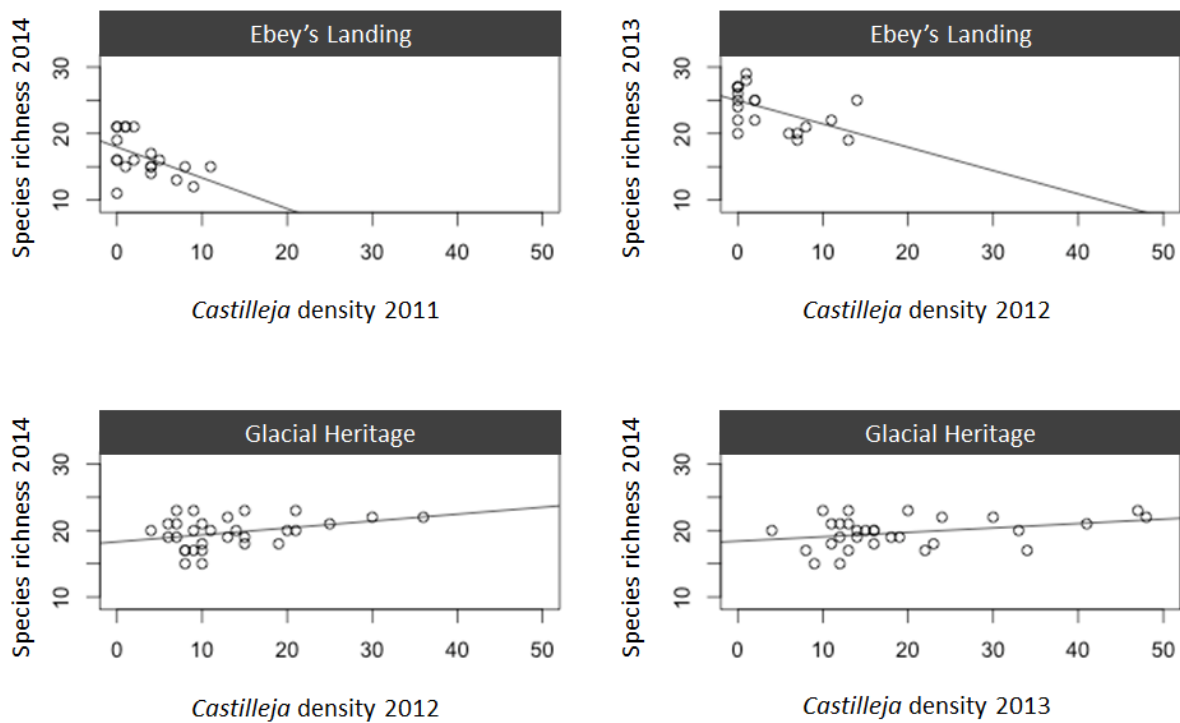 Ebey's Landing
Species richness 2014
30
20
10
0 10 20 30 40 50
Castilleja density 2011
Ebey's Landing
Species richness 2013
30
20
10
0 10 20 30 40 50
Castilleja density 2012
Glacial Heritage
Species richness 2014
30
20
10
0 10 20 30 40 50
Castilleja density 2012
Glacial Heritage
Species richness 2014
30
20
10
0 10 20 30 40 50
Castilleja density 2013